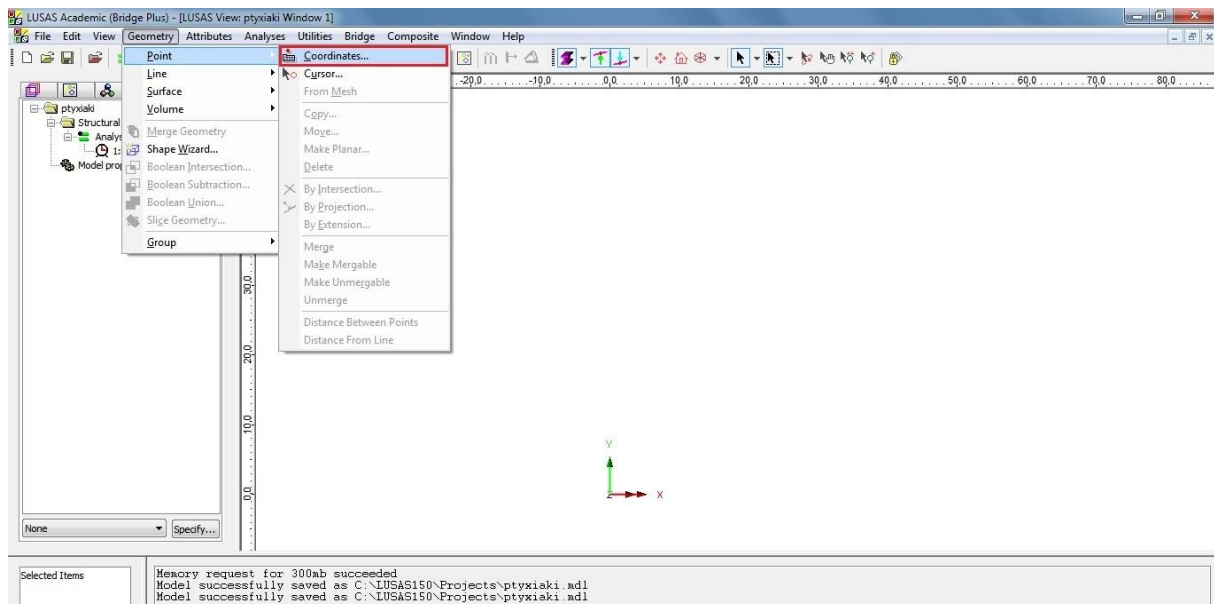 LUSAS Academic (Bridge Plus) - [LUSAS View: ptyxiaki Window 1]
File Edit View Geometry Attributes Analyses Utilities Bridge Composite Window Help
Point
Line
Surface
Volume
Merge Geometry
Shape Wizard...
Boolean Intersection...
Boolean Subtraction...
Boolean Union...
Slice Geometry...
Group
Coordinates...
Cursor...
From Mesh
Copy...
Move...
Make Planar...
Delete
By Intersection...
By Projection...
By Extension...
Merge
Make Mergable
Make Unmergable
Unmerge
Distance Between Points
Distance From Line
ptyxiaki
Structural
Analys
1:
Model prop
-20,0 -10,0 0,0 10,0 20,0 30,0 40,0 50,0 60,0 70,0 80,0
30,0
20,0
10,0
0,0
Y
Z X
None Specify...
Selected Items
Memory request for 300mb succeeded
Model successfully saved as C:\LUSAS150\Projects\ptyxiaki.mdl
Model successfully saved as C:\LUSAS150\Projects\ptyxiaki.mdl